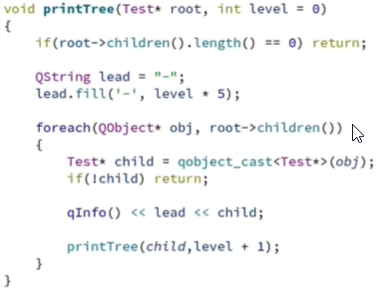 void printTree(Test* root, int level = 0)
{
    if(root->children().length() == 0) return;

    QString lead = "-";
    lead.fill('-', level * 5);

    foreach(QObject* obj, root->children())
    {
        Test* child = qobject_cast<Test*>(obj);
        if(!child) return;

        qInfo() << lead << child;

        printTree(child,level + 1);
    }
}